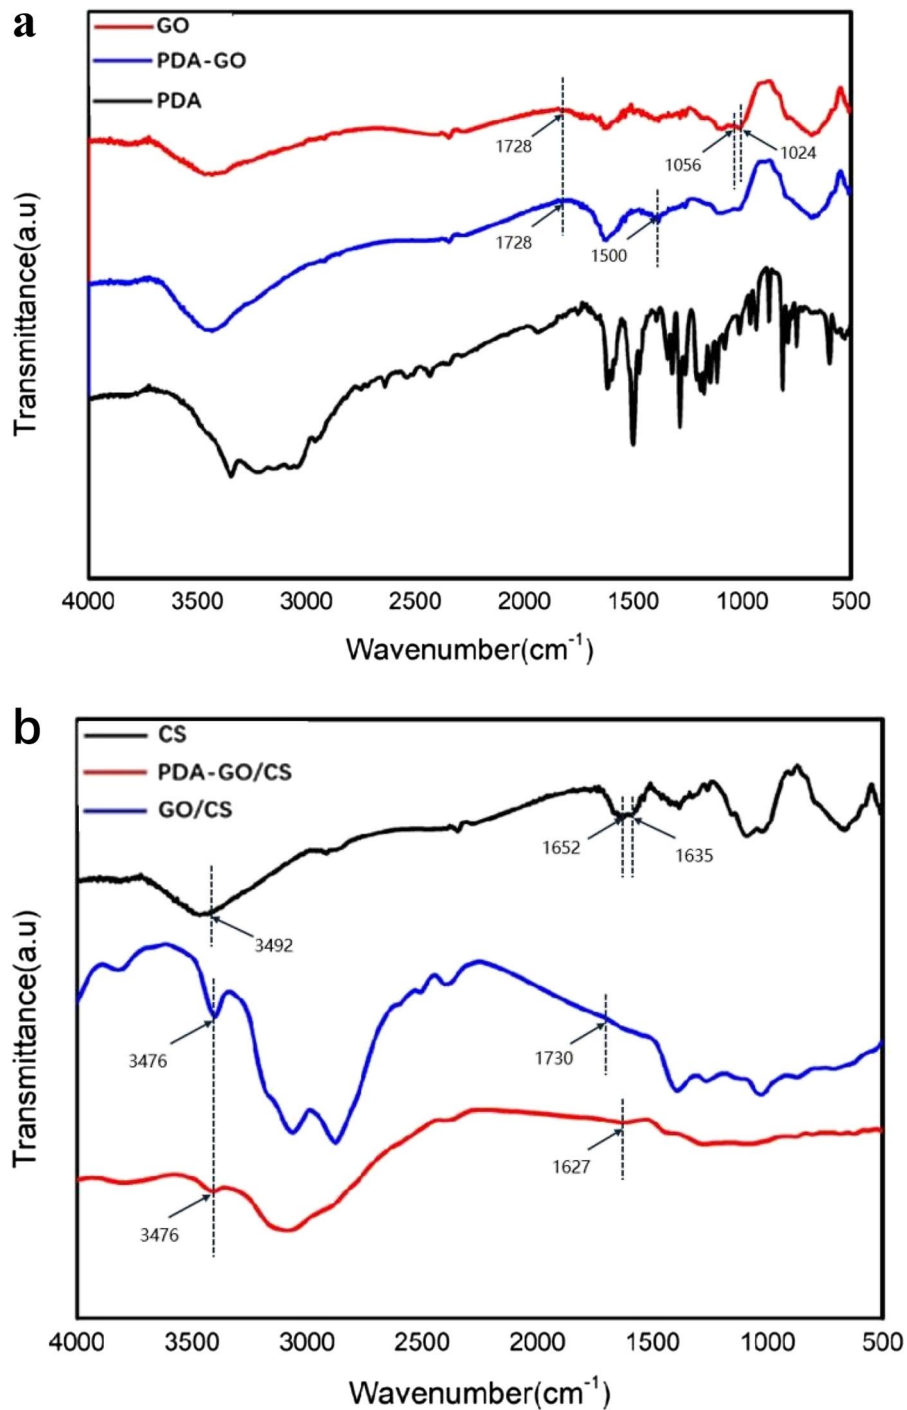 a
GO
PDA-GO
PDA
1728
1056
1024
1728
1500
Transmittance(a.u)
4000 3500 3000 2500 2000 1500 1000 500
Wavenumber(cm⁻¹)
b
CS
PDA-GO/CS
GO/CS
1652
1635
3492
3476
1730
1627
3476
Transmittance(a.u)
4000 3500 3000 2500 2000 1500 1000 500
Wavenumber(cm⁻¹)